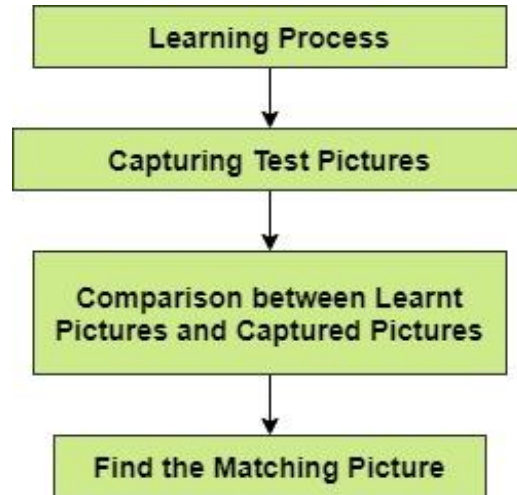 Learning Process
Capturing Test Pictures
Comparison between Learnt
Pictures and Captured Pictures
Find the Matching Picture